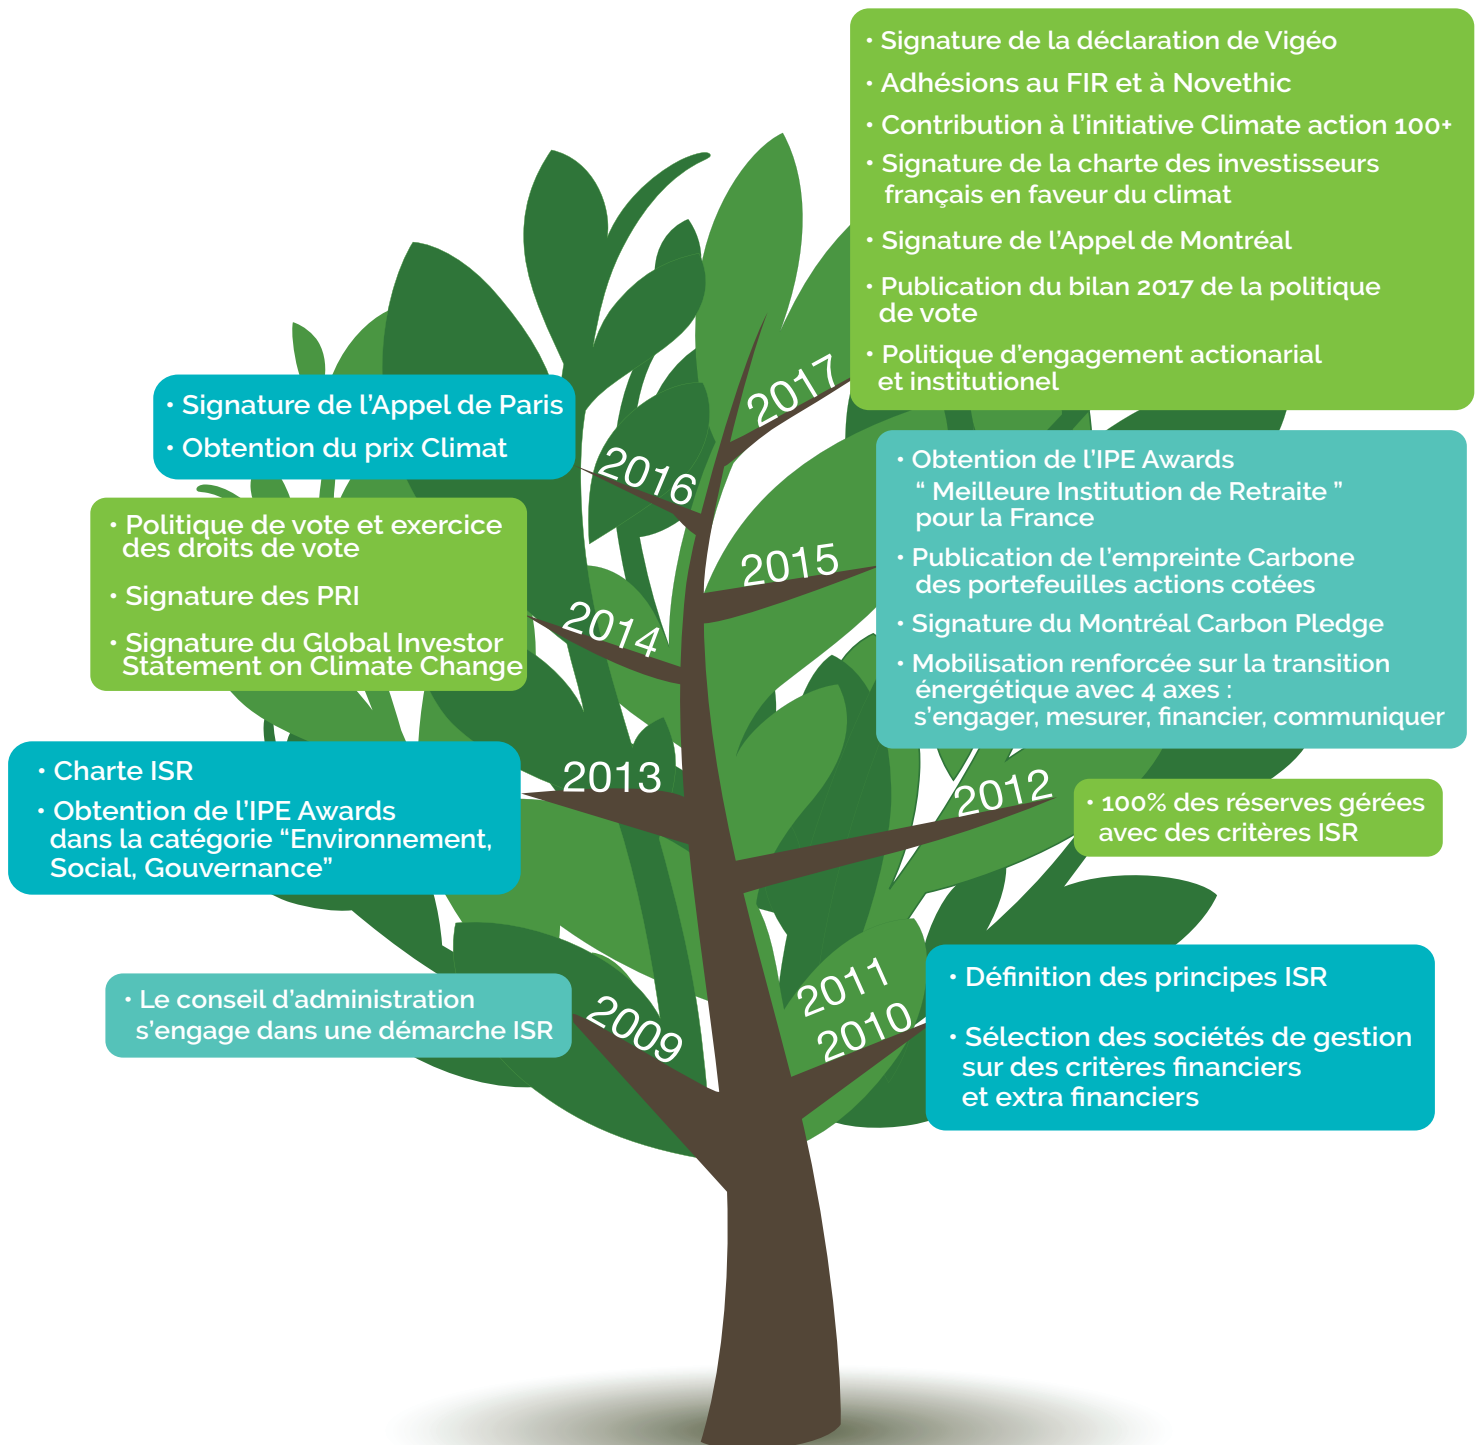 · Signature de la déclaration de Vigéo
· Adhésions au FIR et à Novethic
· Contribution à l'initiative Climate action 100+
· Signature de la charte des investisseurs
français en faveur du climat
· Signature de l'Appel de Montréal
· Publication du bilan 2017 de la politique
de vote
· Politique d'engagement actionarial
et institutionel
2017
· Signature de l'Appel de Paris
· Obtention du prix Climat
2016
· Obtention de l'IPE Awards
“ Meilleure Institution de Retraite ”
pour la France
· Publication de l'empreinte Carbone
des portefeuilles actions cotées
· Signature du Montréal Carbon Pledge
· Mobilisation renforcée sur la transition
énergétique avec 4 axes :
s'engager, mesurer, financier, communiquer
2015
· Politique de vote et exercice
des droits de vote
· Signature des PRI
· Signature du Global Investor
Statement on Climate Change
2014
· Charte ISR
· Obtention de l'IPE Awards
dans la catégorie “Environnement,
Social, Gouvernance”
2013
2012
· 100% des réserves gérées
avec des critères ISR
· Le conseil d'administration
s'engage dans une démarche ISR
2009
2011
2010
· Définition des principes ISR
· Sélection des sociétés de gestion
sur des critères financiers
et extra financiers